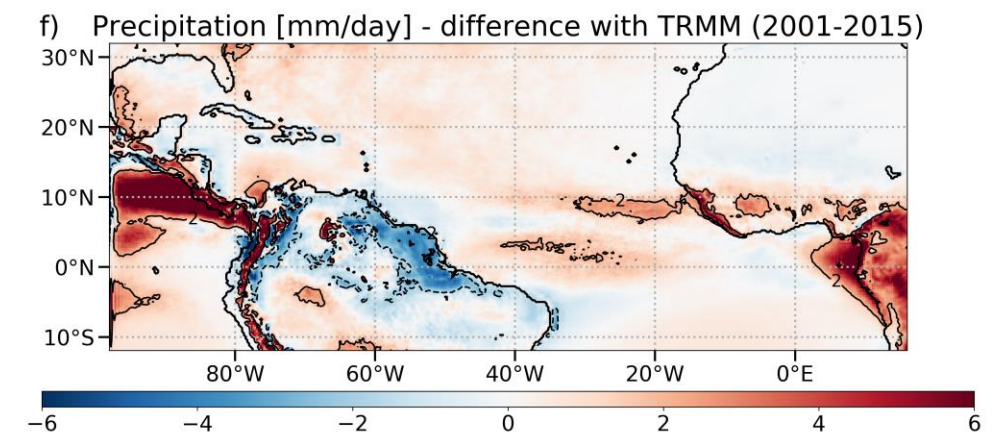 f) Precipitation [mm/day] - difference with TRMM (2001-2015)
30°N
20°N
10°N
0°N
10°S
2
2
2
80°W 60°W 40°W 20°W 0°E
−6 −4 −2 0 2 4 6